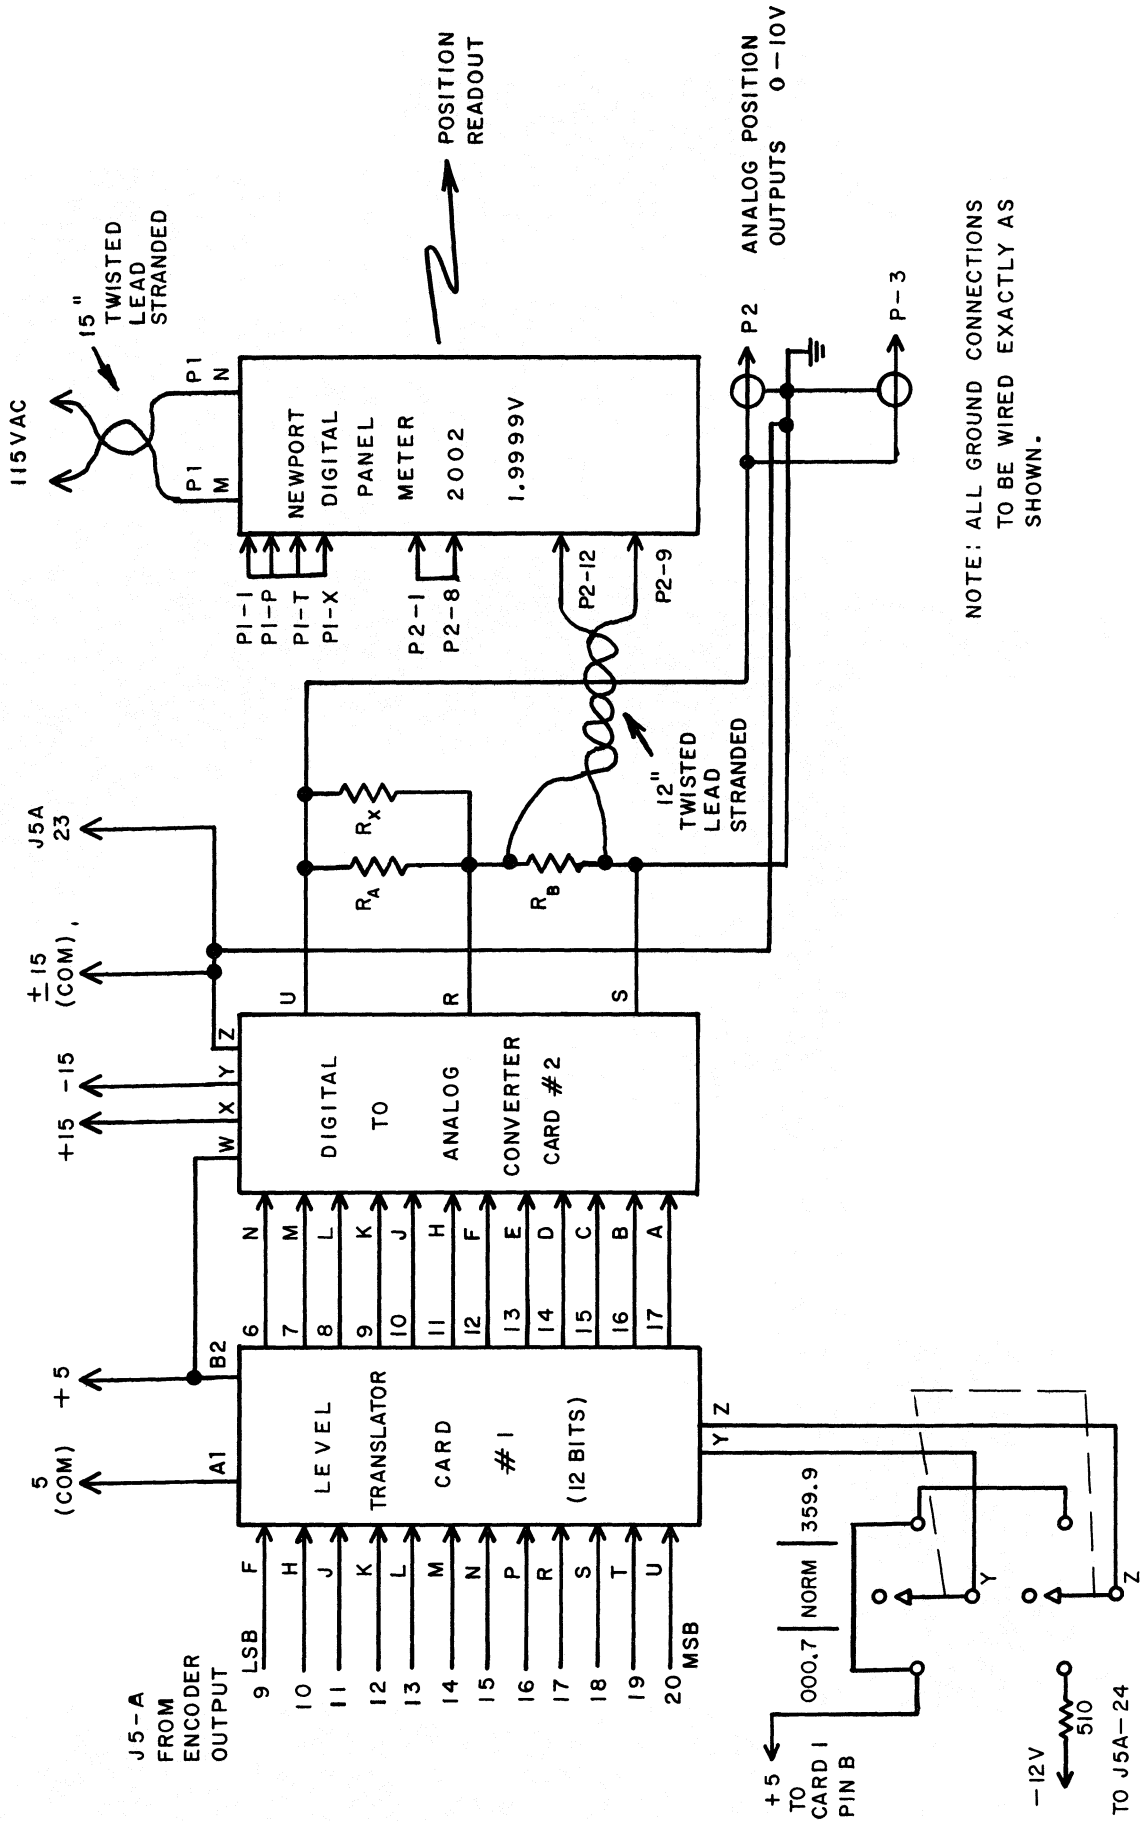 J5-A
FROM
ENCODER
OUTPUT
9 LSB F
10 H
11 J
12 K
13 L
14 M
15 N
16 P
17 R
18 S
19 T
20 MSB U
5
(COM)
+5
A1 B2
LEVEL
TRANSLATOR
CARD
#1
(12 BITS)
Y Z
6 N
7 M
8 L
9 K
10 J
11 H
12 F
13 E
14 D
15 C
16 B
17 A
+15 -15
±15
(COM)
J5A
23
W X Y Z
DIGITAL
TO
ANALOG
CONVERTER
CARD #2
U
R
S
RA
RX
RB
12"
TWISTED
LEAD
STRANDED
115VAC
15"
TWISTED
LEAD
STRANDED
P1 P1
M N
P1-1
P1-P
P1-T
P1-X
P2-1
P2-8
P2-12
P2-9
NEWPORT
DIGITAL
PANEL
METER
2002
1.9999V
POSITION
READOUT
P2
ANALOG POSITION
OUTPUTS 0-10V
P-3
NOTE: ALL GROUND CONNECTIONS
TO BE WIRED EXACTLY AS
SHOWN.
+5
TO
CARD 1
PIN B
000.7 NORM 359.9
Y
Z
-12V
510
TO J5A-24